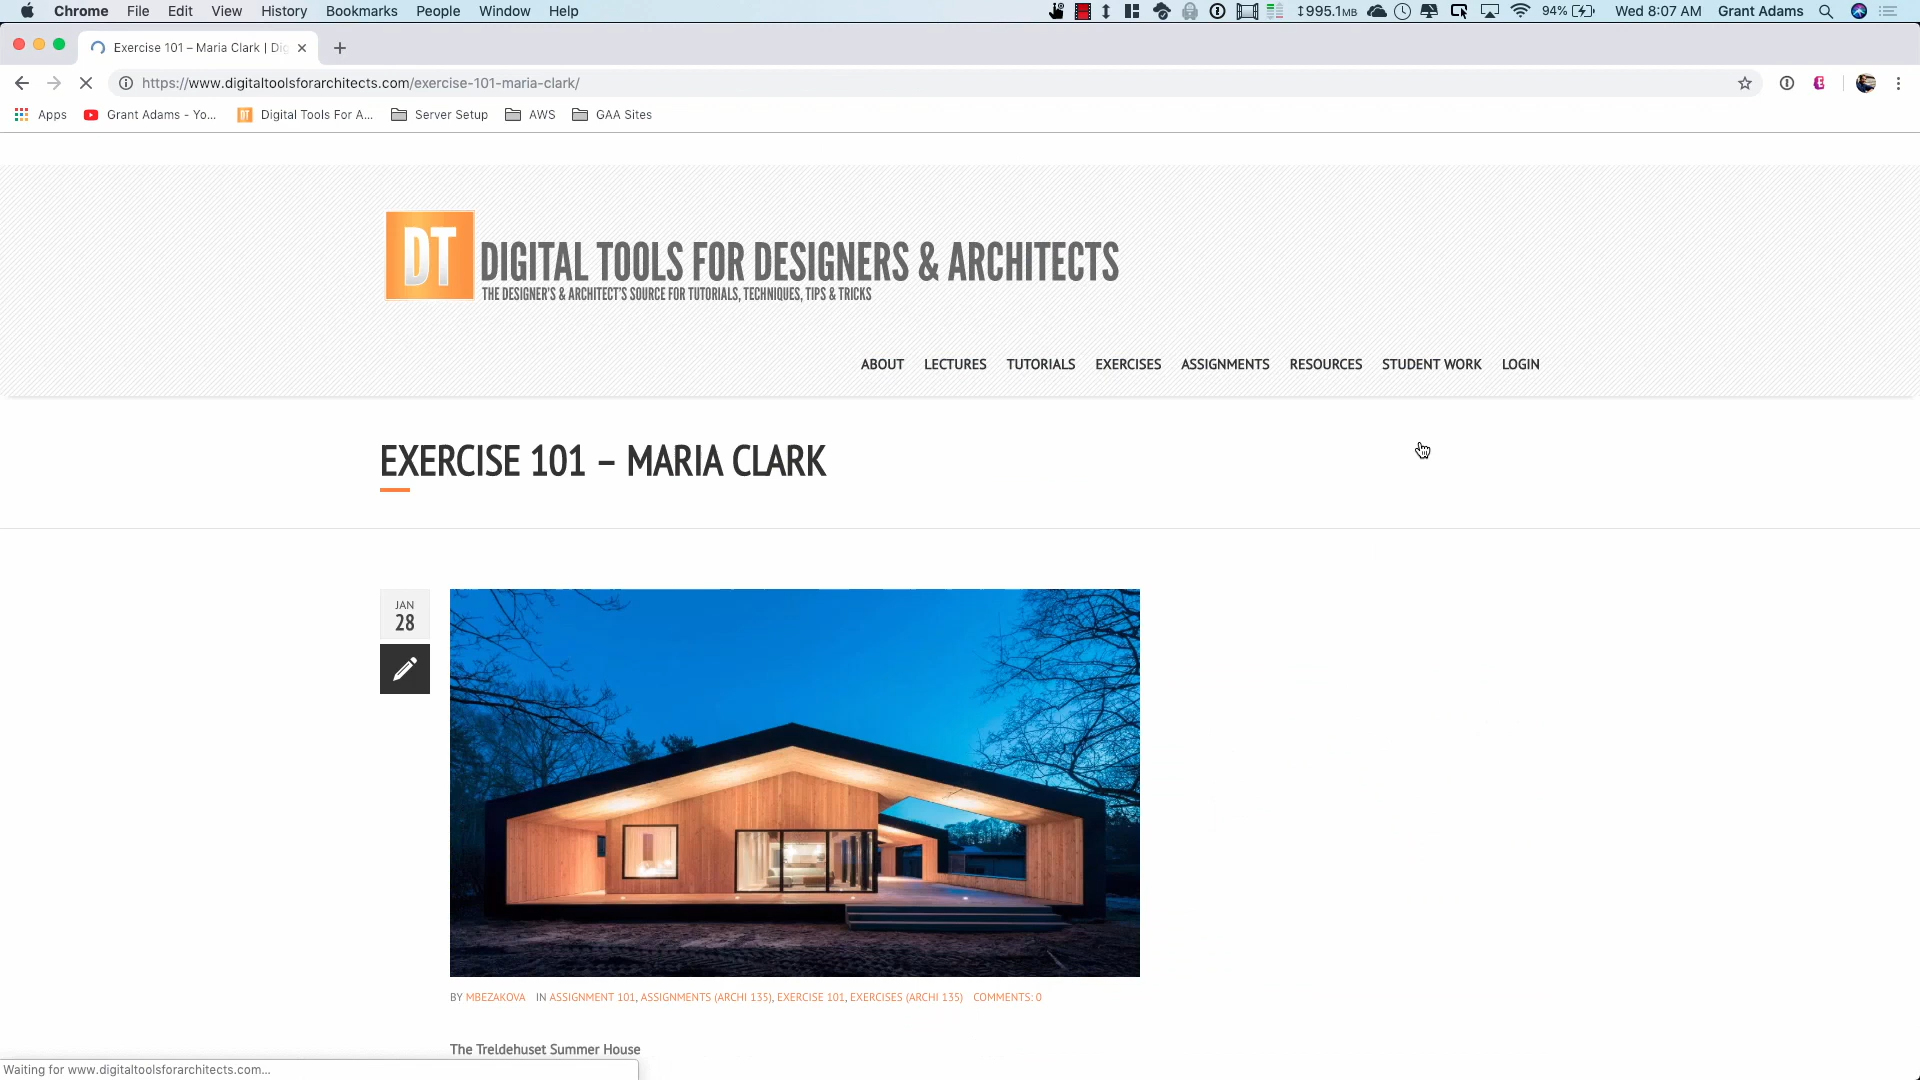 Chrome File Edit View History Bookmarks People Window Help 995.1MB 94% Wed 8:07 AM Grant Adams
Exercise 101 – Maria Clark | Dig
https://www.digitaltoolsforarchitects.com/exercise-101-maria-clark/
Apps Grant Adams - Yo... DT Digital Tools For A... Server Setup AWS GAA Sites
DT DIGITAL TOOLS FOR DESIGNERS & ARCHITECTS
THE DESIGNER'S & ARCHITECT'S SOURCE FOR TUTORIALS, TECHNIQUES, TIPS & TRICKS
ABOUT LECTURES TUTORIALS EXERCISES ASSIGNMENTS RESOURCES STUDENT WORK LOGIN
EXERCISE 101 – MARIA CLARK
JAN
28
BY MBEZAKOVA IN ASSIGNMENT 101, ASSIGNMENTS (ARCHI 135), EXERCISE 101, EXERCISES (ARCHI 135) COMMENTS: 0
The Treldehuset Summer House
Waiting for www.digitaltoolsforarchitects.com...